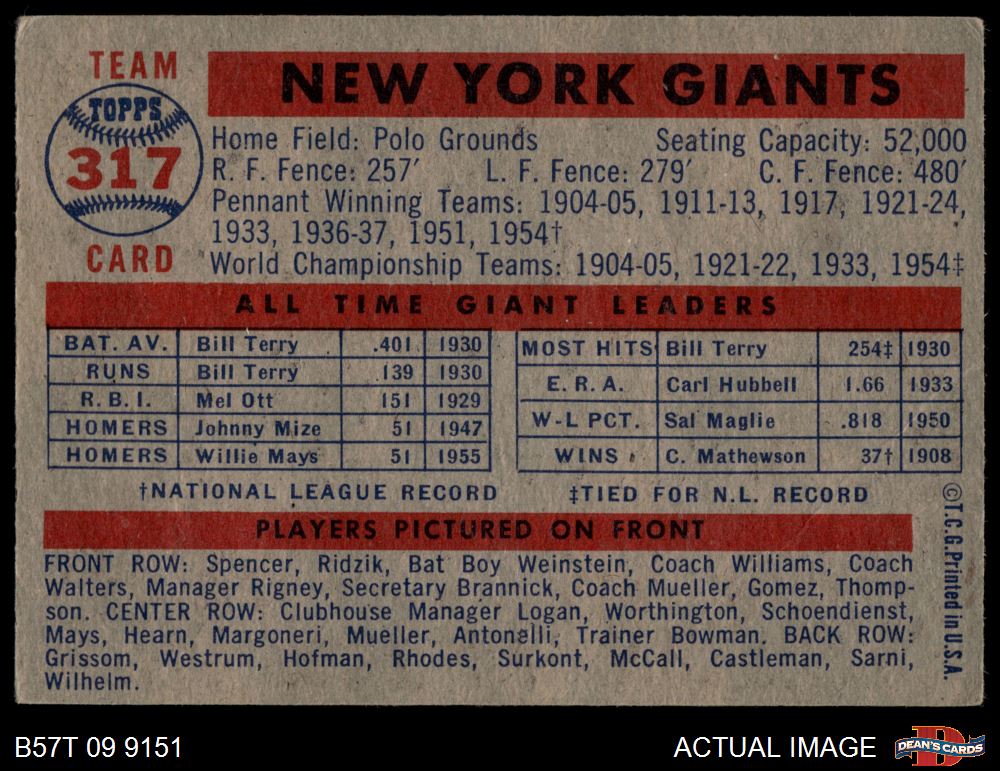 TEAM
TOPPS
317
CARD
NEW YORK GIANTS
Home Field: Polo Grounds Seating Capacity: 52,000
R. F. Fence: 257′ L. F. Fence: 279′ C. F. Fence: 480′
Pennant Winning Teams: 1904-05, 1911-13, 1917, 1921-24,
1933, 1936-37, 1951, 1954†
World Championship Teams: 1904-05, 1921-22, 1933, 1954‡
ALL TIME GIANT LEADERS
BAT. AV. Bill Terry .401 1930
RUNS Bill Terry 139 1930
R.B.I. Mel Ott 151 1929
HOMERS Johnny Mize 51 1947
HOMERS Willie Mays 51 1955
MOST HITS Bill Terry 254‡ 1930
E.R.A. Carl Hubbell 1.66 1933
W-L PCT. Sal Maglie .818 1950
WINS C. Mathewson 37† 1908
†NATIONAL LEAGUE RECORD ‡TIED FOR N.L. RECORD
PLAYERS PICTURED ON FRONT
FRONT ROW: Spencer, Ridzik, Bat Boy Weinstein, Coach Williams, Coach
Walters, Manager Rigney, Secretary Brannick, Coach Mueller, Gomez, Thomp-
son. CENTER ROW: Clubhouse Manager Logan, Worthington, Schoendienst,
Mays, Hearn, Margoneri, Mueller, Antonelli, Trainer Bowman. BACK ROW:
Grissom, Westrum, Hofman, Rhodes, Surkont, McCall, Castleman, Sarni,
Wilhelm.
©T.C.G. Printed in U.S.A.
B57T 09 9151
ACTUAL IMAGE
DEAN'S CARDS